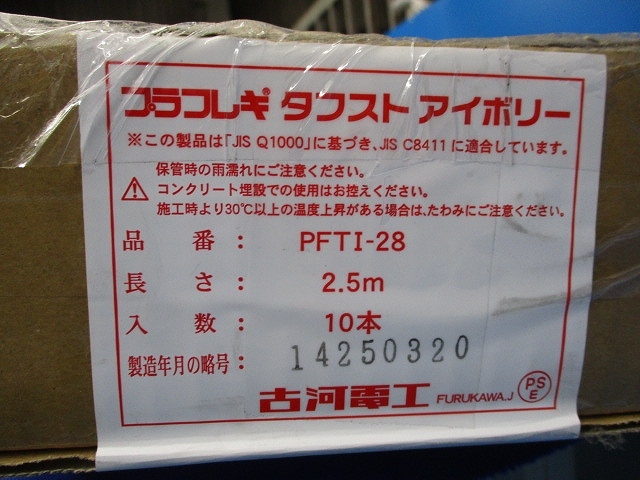 プラフレキ タフスト アイボリー
※この製品は「JIS Q1000」に基づき、JIS C8411 に適合しています。
保管時の雨濡れにご注意ください。
コンクリート埋設での使用はお控えください。
施工時より30℃以上の温度上昇がある場合は、たわみにご注意ください。
品番: PFTI-28
長さ: 2.5m
入数: 10本
製造年月の略号: 14250320
古河電工 FURUKAWA.J PS E